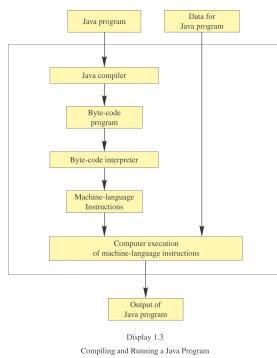 Java program
Data for
Java program
Java compiler
Byte-code
program
Byte-code interpreter
Machine-language
Instructions
Computer execution
of machine-language instructions
Output of
Java program
Display 1.3
Compiling and Running a Java Program